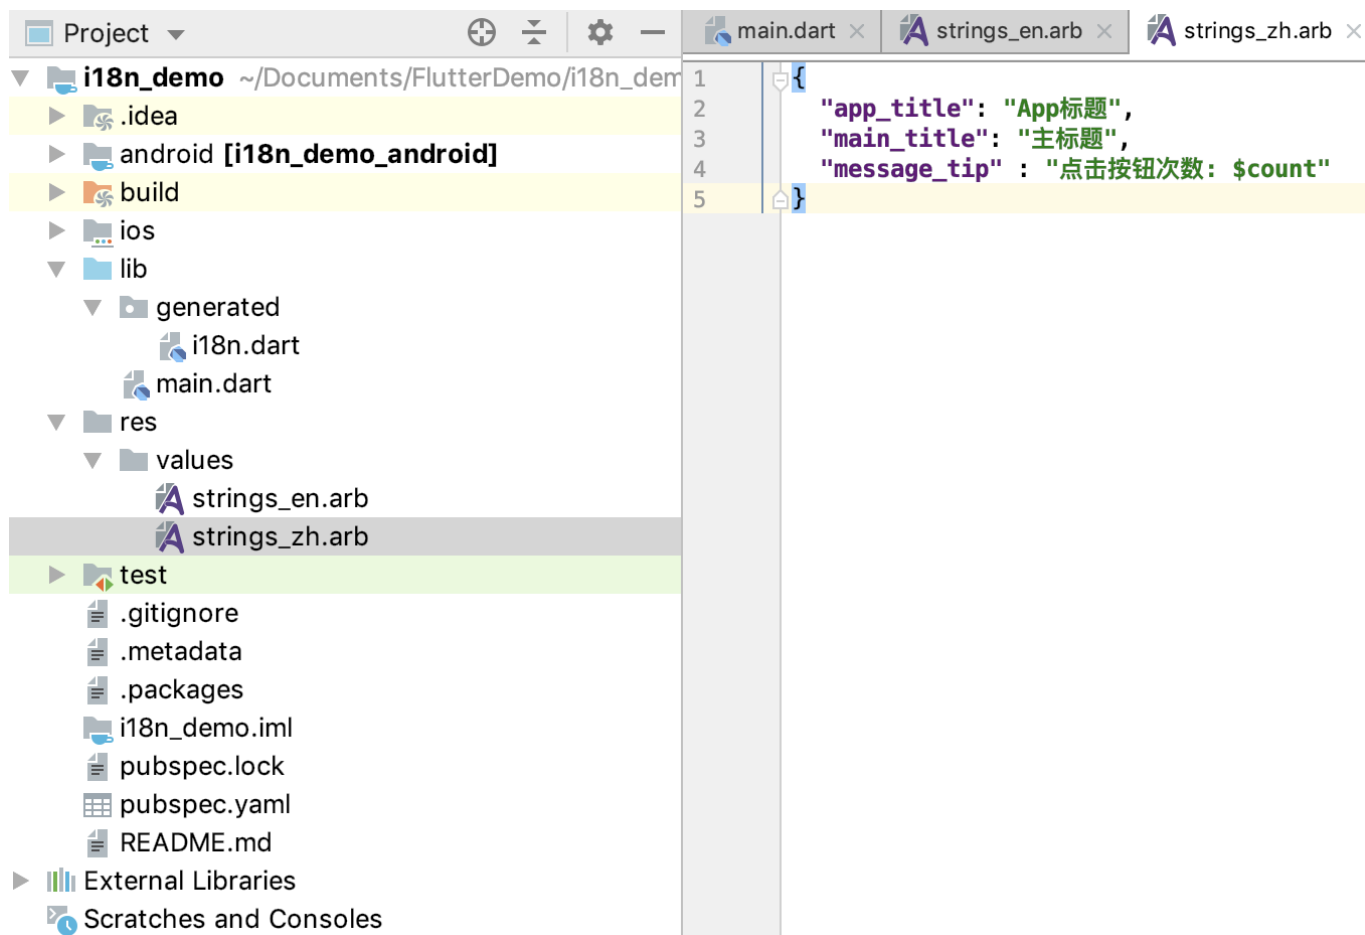 Project
i18n_demo ~/Documents/FlutterDemo/i18n_dem
.idea
android [i18n_demo_android]
build
ios
lib
generated
i18n.dart
main.dart
res
values
strings_en.arb
strings_zh.arb
test
.gitignore
.metadata
.packages
i18n_demo.iml
pubspec.lock
pubspec.yaml
README.md
External Libraries
Scratches and Consoles
main.dart strings_en.arb strings_zh.arb
1 {
2 "app_title": "App标题",
3 "main_title": "主标题",
4 "message_tip" : "点击按钮次数: $count"
5 }